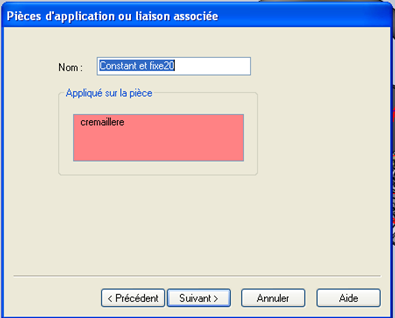 Pièces d'application ou liaison associée
Nom : Constant et fixe20
Appliqué sur la pièce
cremaillere
< Précédent Suivant > Annuler Aide